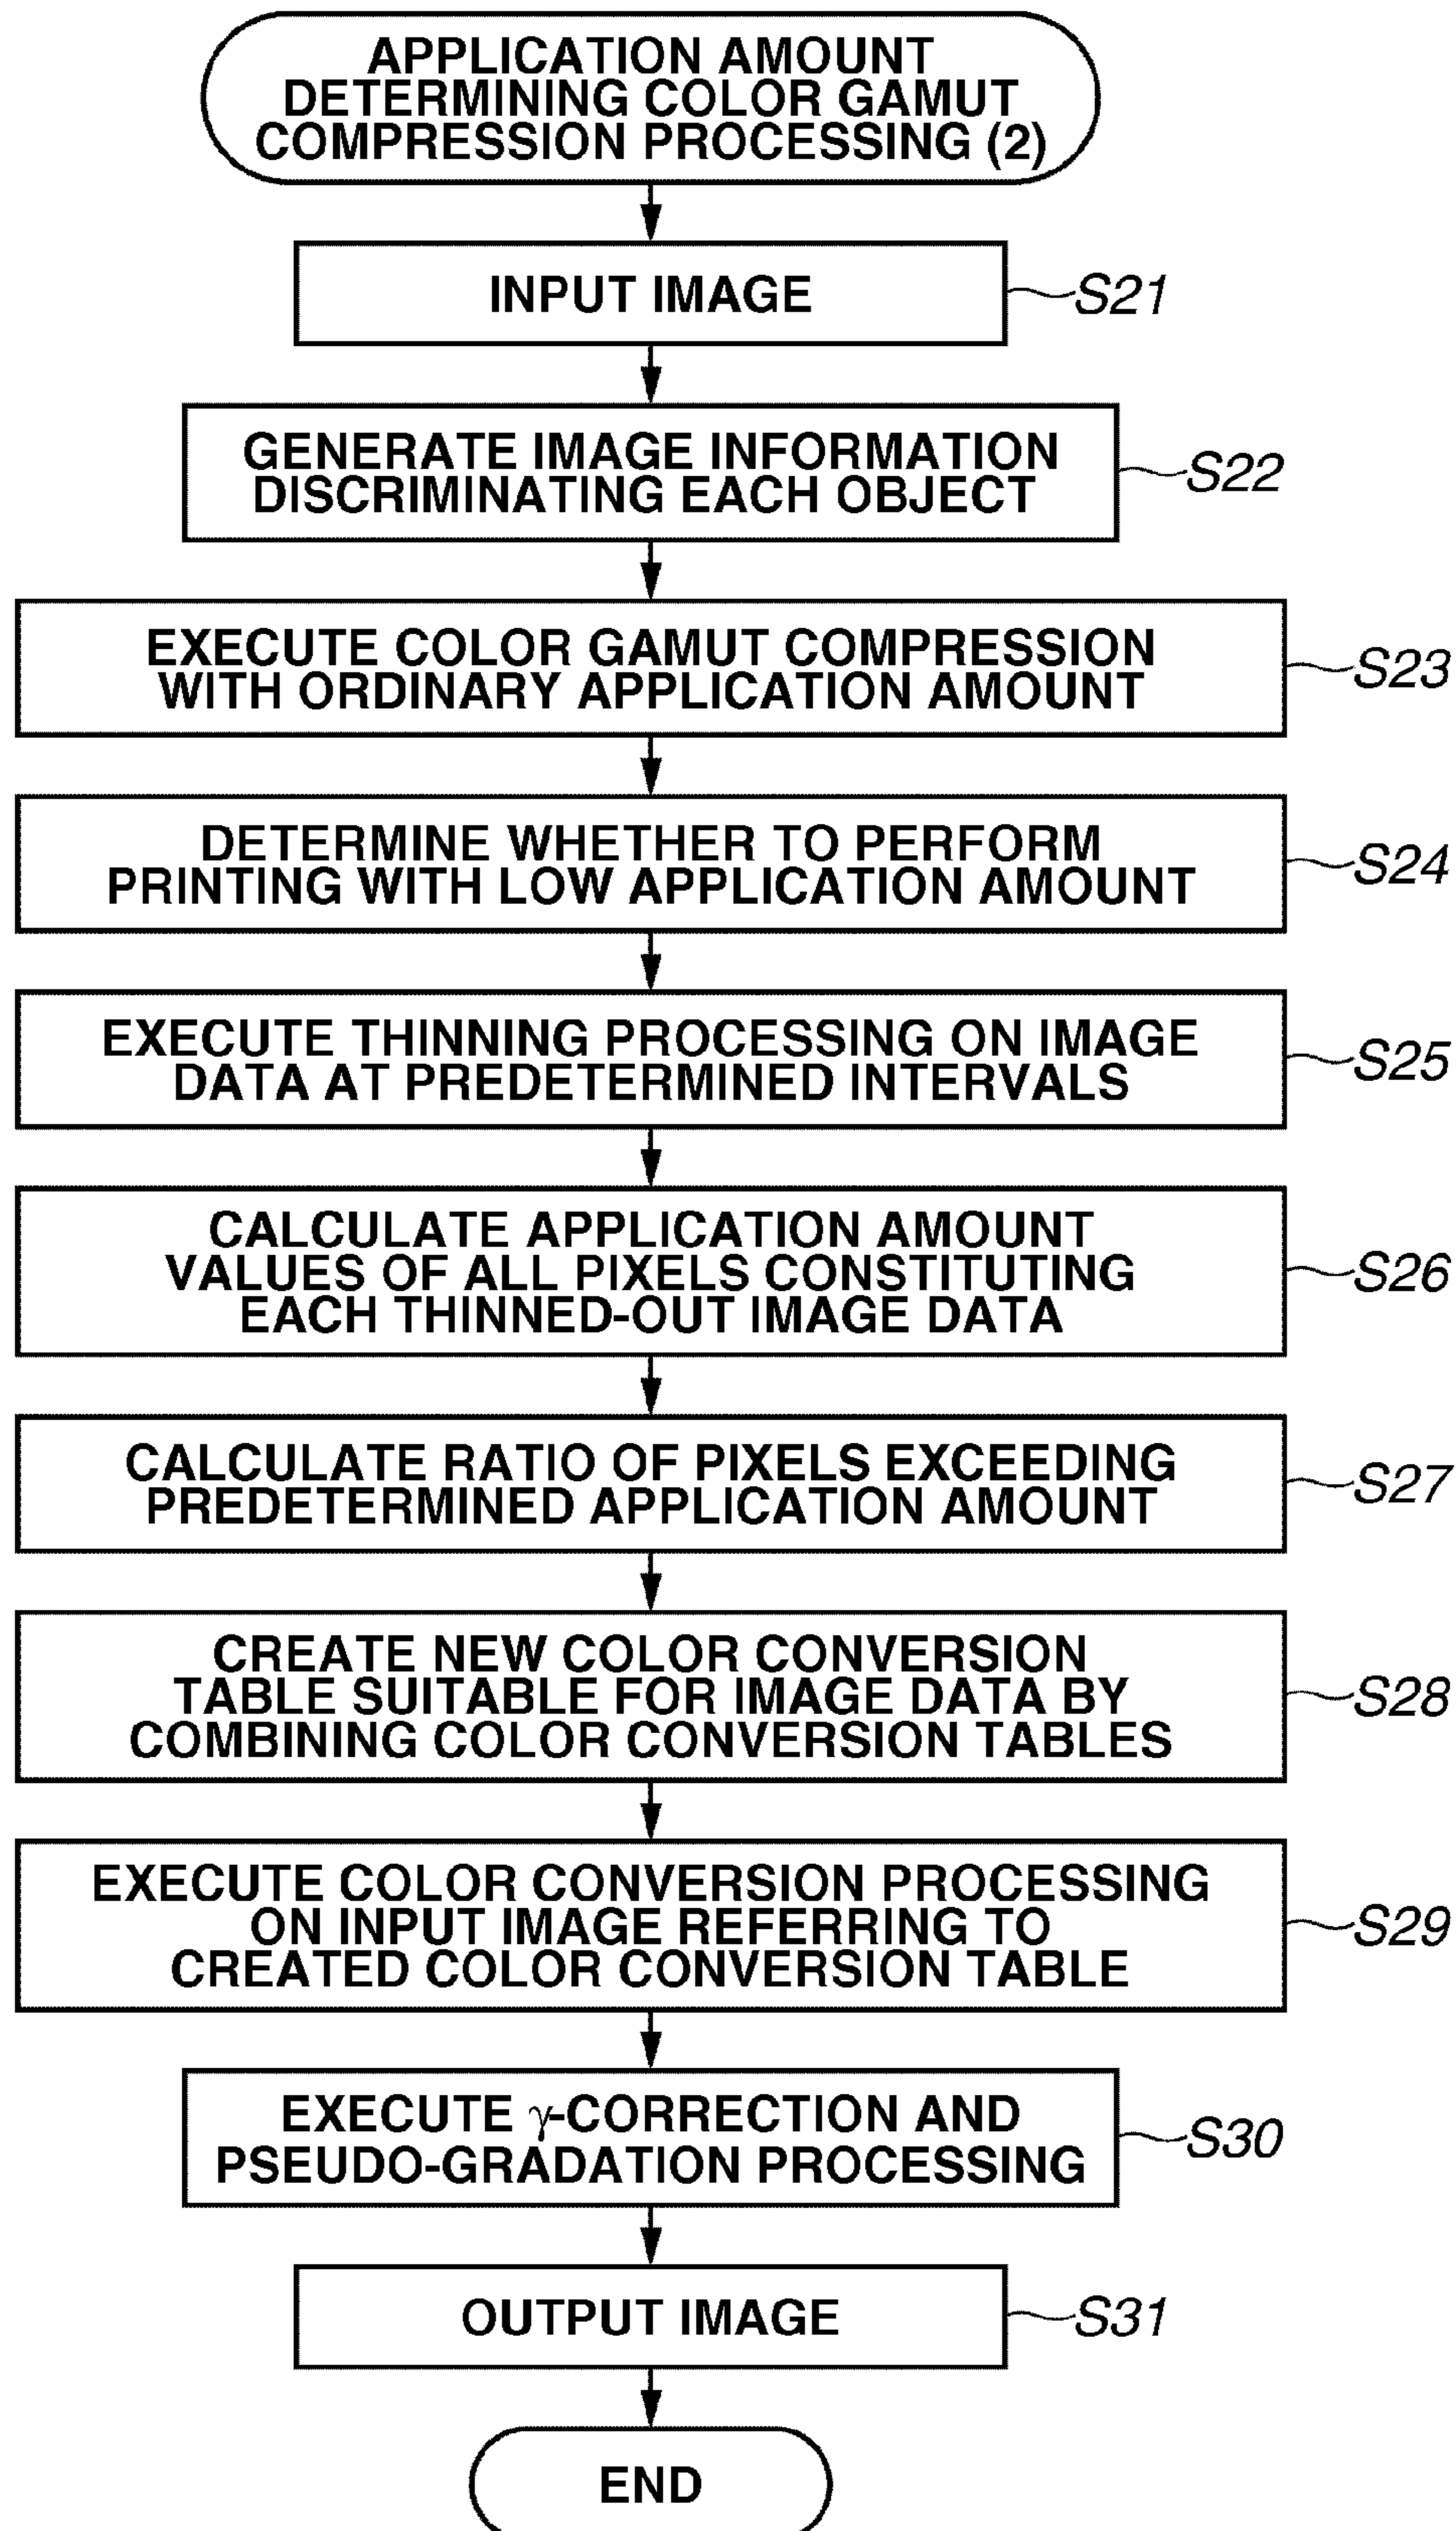 APPLICATION AMOUNT
DETERMINING COLOR GAMUT
COMPRESSION PROCESSING (2)
INPUT IMAGE
S21
GENERATE IMAGE INFORMATION
DISCRIMINATING EACH OBJECT
S22
EXECUTE COLOR GAMUT COMPRESSION
WITH ORDINARY APPLICATION AMOUNT
S23
DETERMINE WHETHER TO PERFORM
PRINTING WITH LOW APPLICATION AMOUNT
S24
EXECUTE THINNING PROCESSING ON IMAGE
DATA AT PREDETERMINED INTERVALS
S25
CALCULATE APPLICATION AMOUNT
VALUES OF ALL PIXELS CONSTITUTING
EACH THINNED-OUT IMAGE DATA
S26
CALCULATE RATIO OF PIXELS EXCEEDING
PREDETERMINED APPLICATION AMOUNT
S27
CREATE NEW COLOR CONVERSION
TABLE SUITABLE FOR IMAGE DATA BY
COMBINING COLOR CONVERSION TABLES
S28
EXECUTE COLOR CONVERSION PROCESSING
ON INPUT IMAGE REFERRING TO
CREATED COLOR CONVERSION TABLE
S29
EXECUTE γ-CORRECTION AND
PSEUDO-GRADATION PROCESSING
S30
OUTPUT IMAGE
S31
END